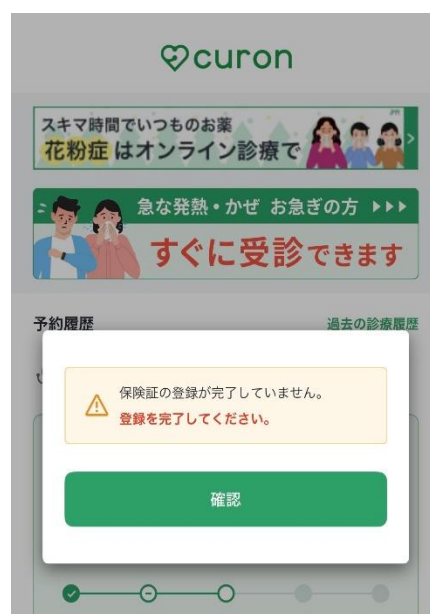 curon
スキマ時間でいつものお薬
花粉症はオンライン診療で
急な発熱・かぜ お急ぎの方
すぐに受診できます
予約履歴
過去の診療履歴
保険証の登録が完了していません。
登録を完了してください。
確認